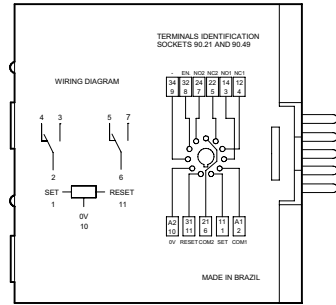 TERMINALS IDENTIFICATION
SOCKETS 90.21 AND 90.49
- EN. NO2 NC2 NO1 NC1
34 32 24 22 14 12
9 8 7 5 3 4
WIRING DIAGRAM
4 3 5 7
2 6
SET RESET
1 11
0V
10
A2 31 21 11 A1
10 11 6 1 2
0V RESET COM2 SET COM1
MADE IN BRAZIL